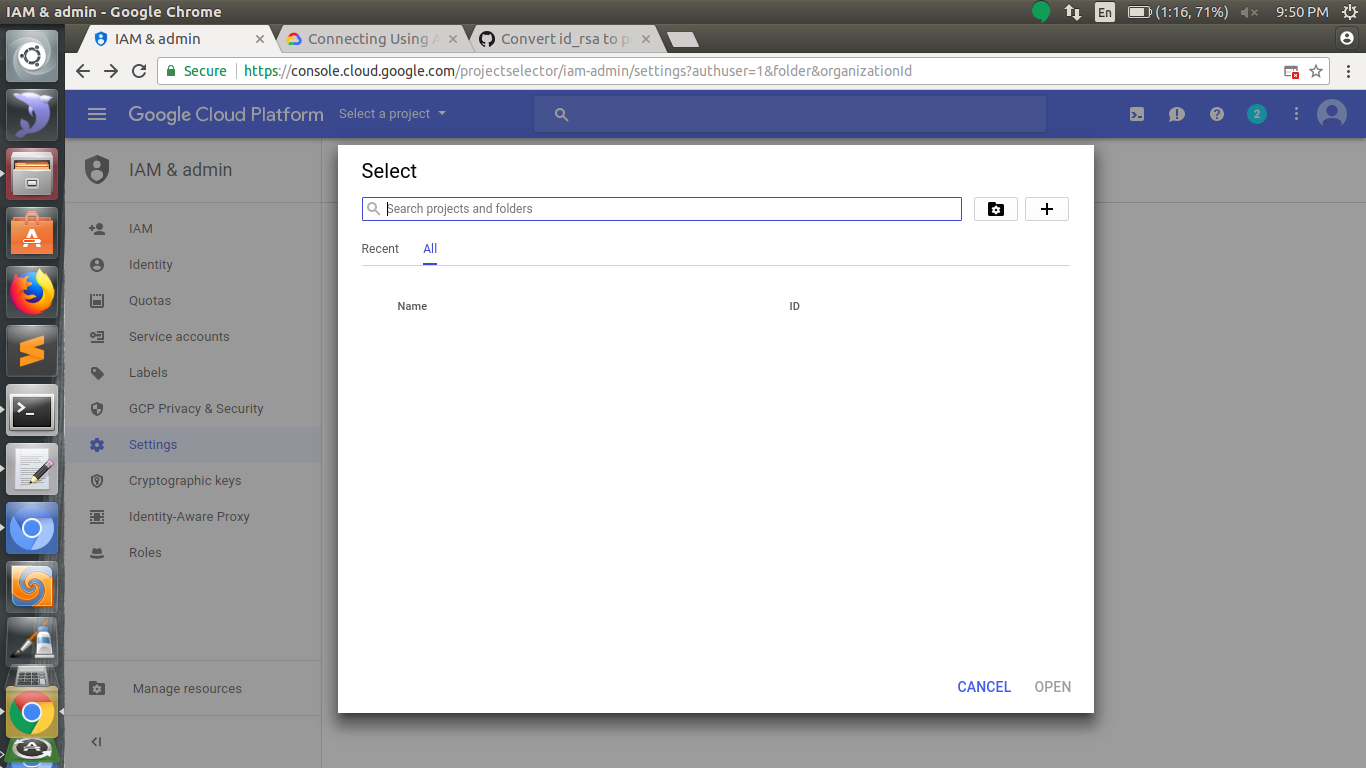 IAM & admin - Google Chrome
En
(1:16, 71%)
9:50 PM
IAM & admin
Connecting Using A
Convert id_rsa to p
Secure
https://console.cloud.google.com/projectselector/iam-admin/settings?authuser=1&folder&organizationId
Google Cloud Platform
Select a project
2
IAM & admin
IAM
Identity
Quotas
Service accounts
Labels
GCP Privacy & Security
Settings
Cryptographic keys
Identity-Aware Proxy
Roles
Manage resources
Select
Search projects and folders
Recent
All
Name
ID
CANCEL
OPEN